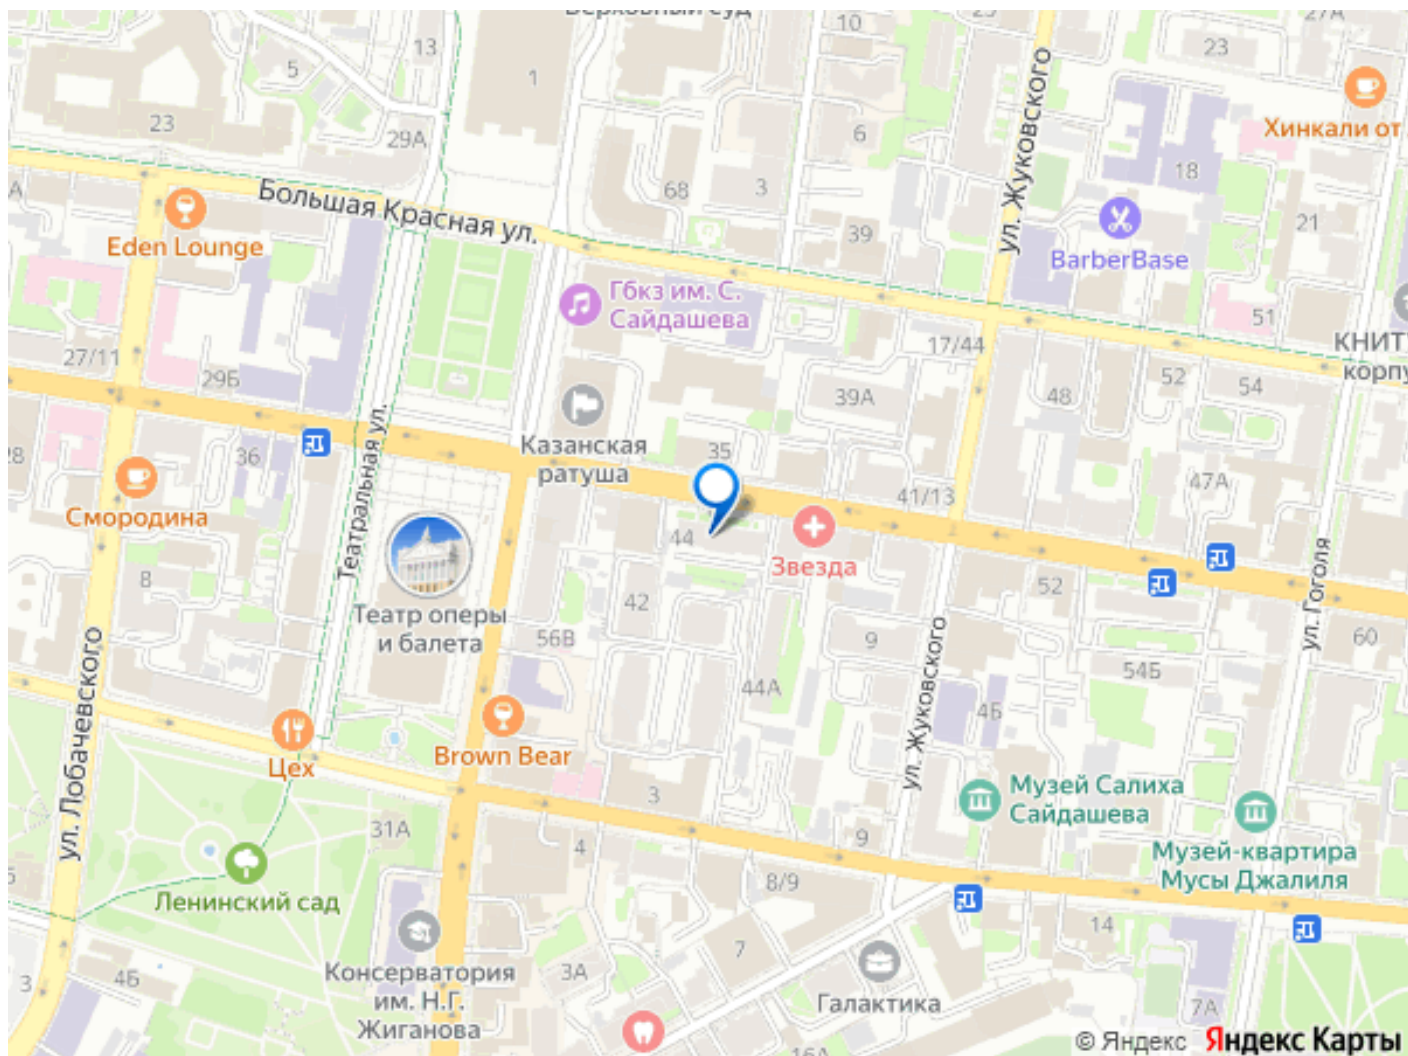 Верховный суд
10
27А
13
5
1
23
23
29А
6
Хинкали от
18
68
3
ул. Жуковского
Большая Красная ул.
21
39
Eden Lounge
BarberBase
Гбкз им. С.
Сайдашева
51
КНИТ
корпу
27/11
17/44
29Б
52
54
48
39А
Театральная ул.
Казанская
ратуша
35
28
36
47А
41/13
Смородина
44
Звезда
8
Театр оперы
и балета
42
52
ул. Гоголя
56В
9
60
ул. Жуковского
54Б
44А
ул. Лобачевского
4Б
Brown Bear
Цех
3
Музей Салиха
Сайдашева
31А
9
4
Музей-квартира
Мусы Джалиля
8/9
Ленинский сад
14
7
Консерватория
им. Н.Г.
Жиганова
3А
4Б
3
Галактика
7А
16А
© Яндекс Яндекс Карты